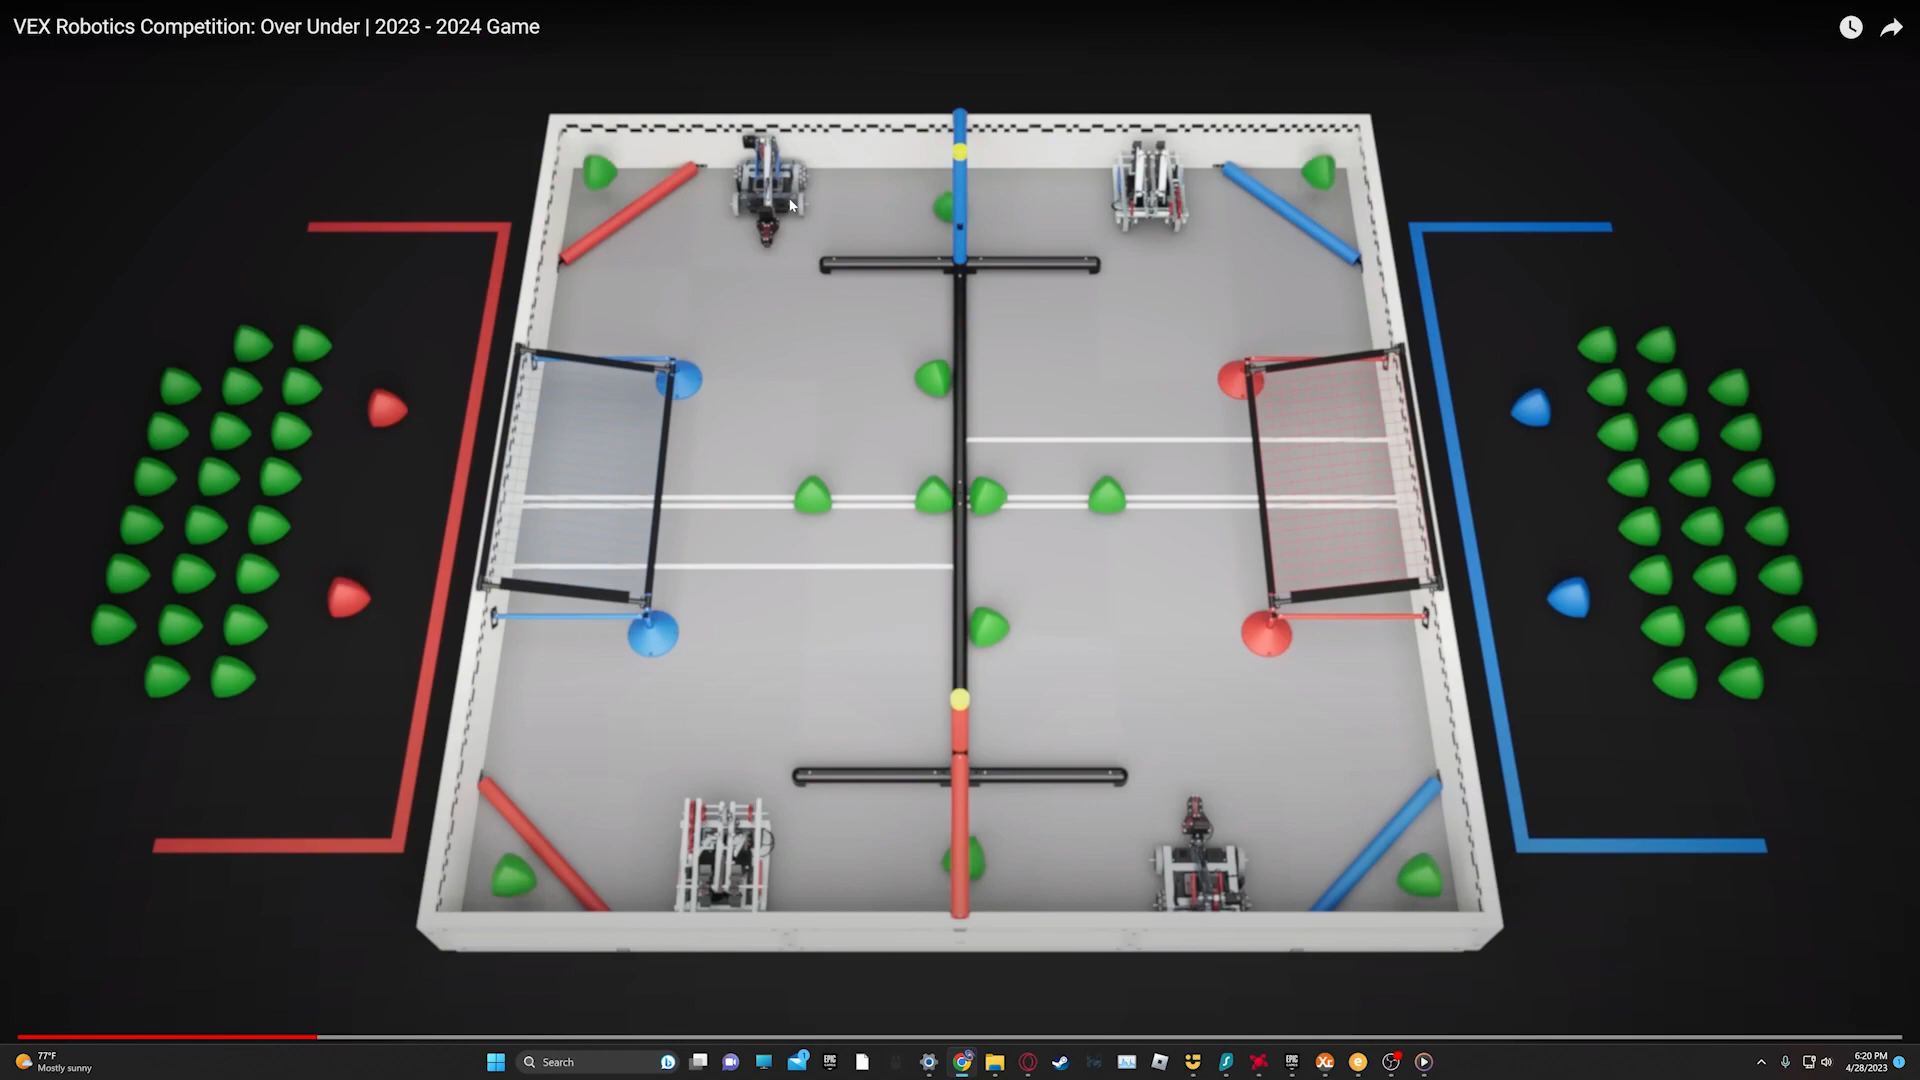 VEX Robotics Competition: Over Under | 2023 - 2024 Game
77°F
Mostly sunny
Search
6:20 PM
4/28/2023